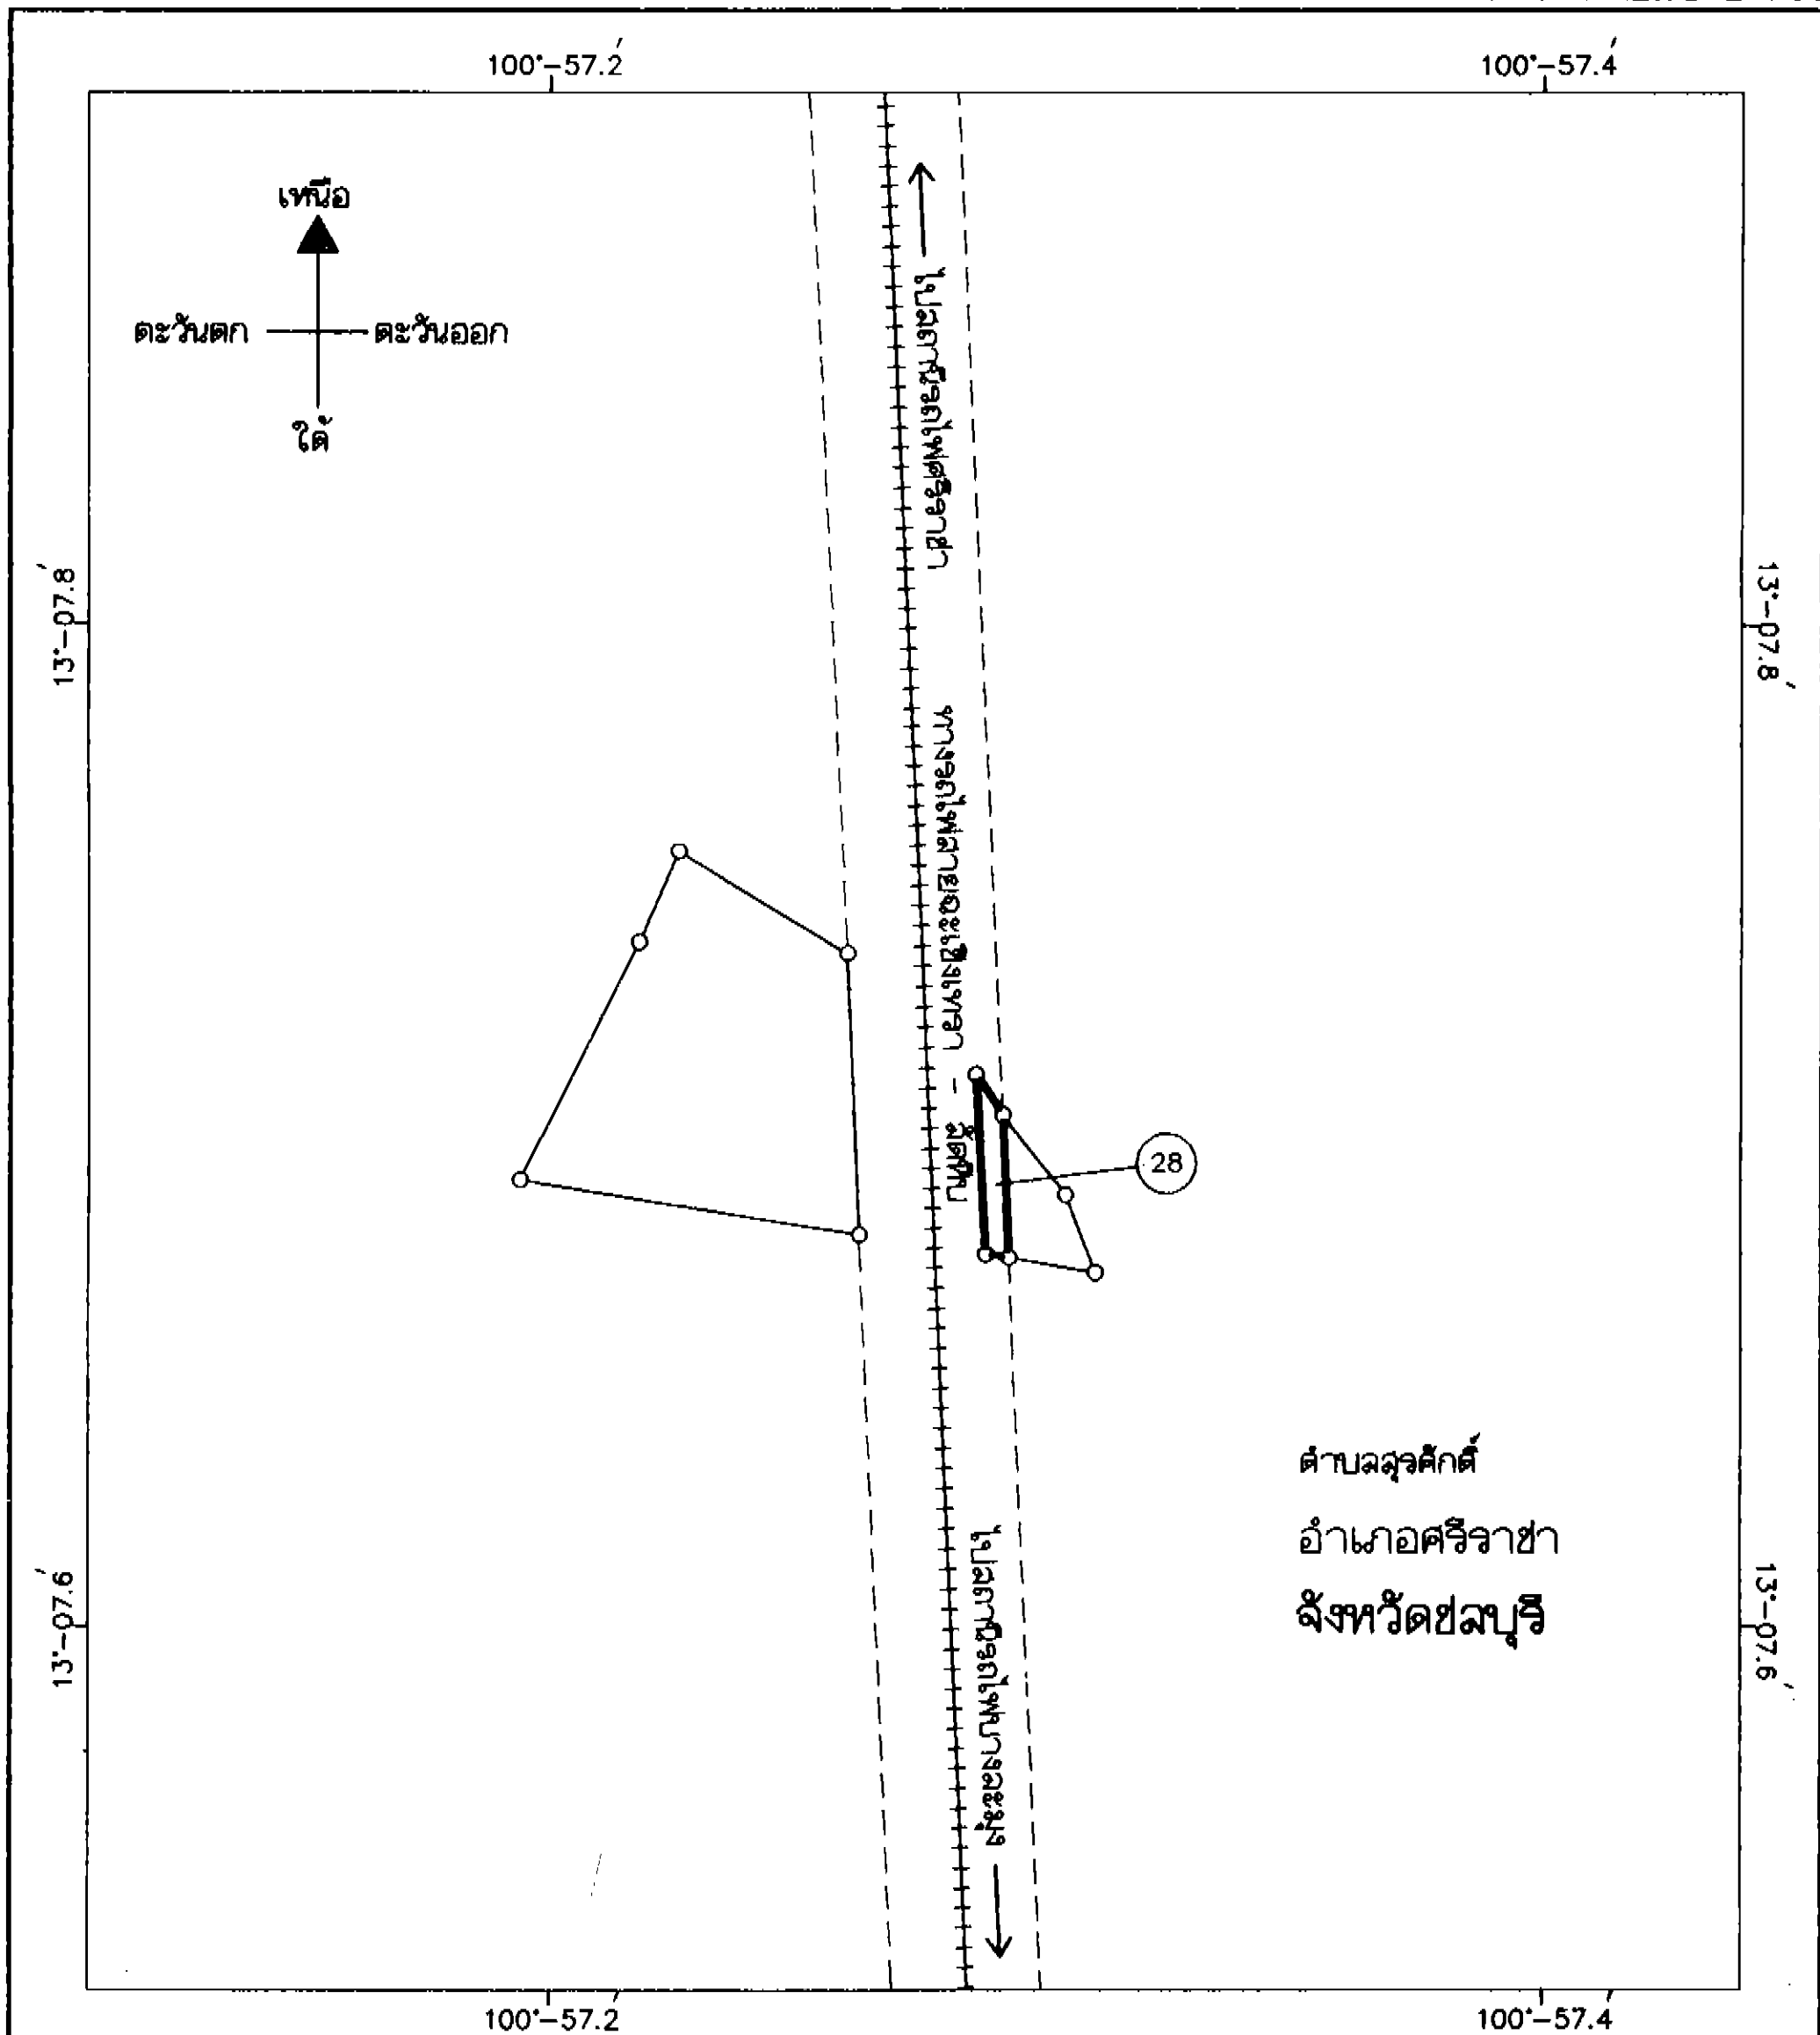 100°-57.2′
100°-57.4′
เหนือ
ตะวันตก
ตะวันออก
ใต้
ไปสถานีรถไฟศรีราชา
13°-07.8′
13°-07.8′
ทางรถไฟสายฉะเชิงเทรา - สัตหีบ
28
ตำบลสุรศักดิ์
อำเภอศรีราชา
จังหวัดชลบุรี
ไปสถานีรถไฟบางละมุง
13°-07.6′
13°-07.6′
100°-57.2′
100°-57.4′